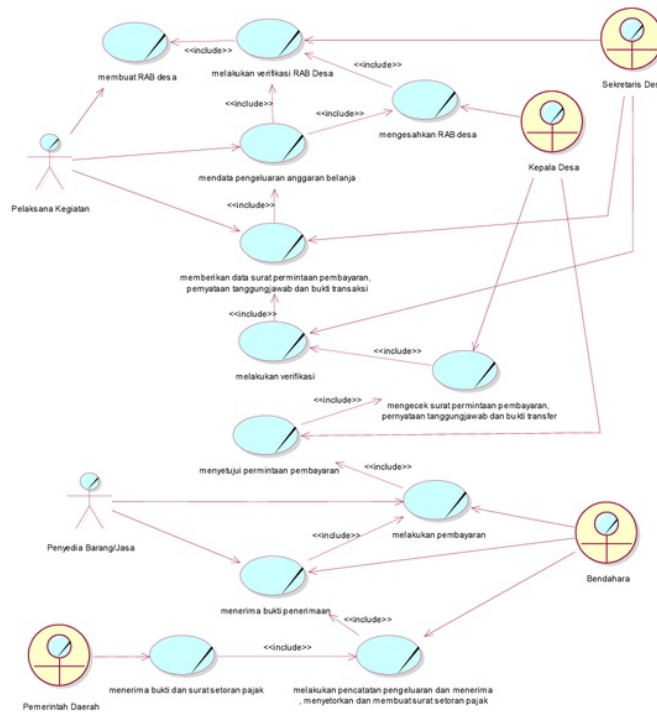 <<include>>
membuat RAB desa
melakukan verifikasi RAB Desa
Sekretaris Des
<<include>>
<<include>>
<<include>>
mengesahkan RAB desa
mendata pengeluaran anggaran belanja
Kepala Desa
Pelaksana Kegiatan
<<include>>
memberikan data surat permintaan pembayaran,
pernyataan tanggungjawab dan bukti transaksi
<<include>>
<<include>>
melakukan verifikasi
<<include>>
mengecek surat permintaan pembayaran,
pernyataan tanggungjawab dan bukti transfer
menyetujui permintaan pembayaran
<<include>>
<<include>>
melakukan pembayaran
Penyedia Barang/Jasa
Bendahara
menerima bukti penerimaan
<<include>>
<<include>>
Pemerintah Daerah
menerima bukti dan surat setoran pajak
melakukan pencatatan pengeluaran dan menerima
, menyetorkan dan membuat surat setoran pajak